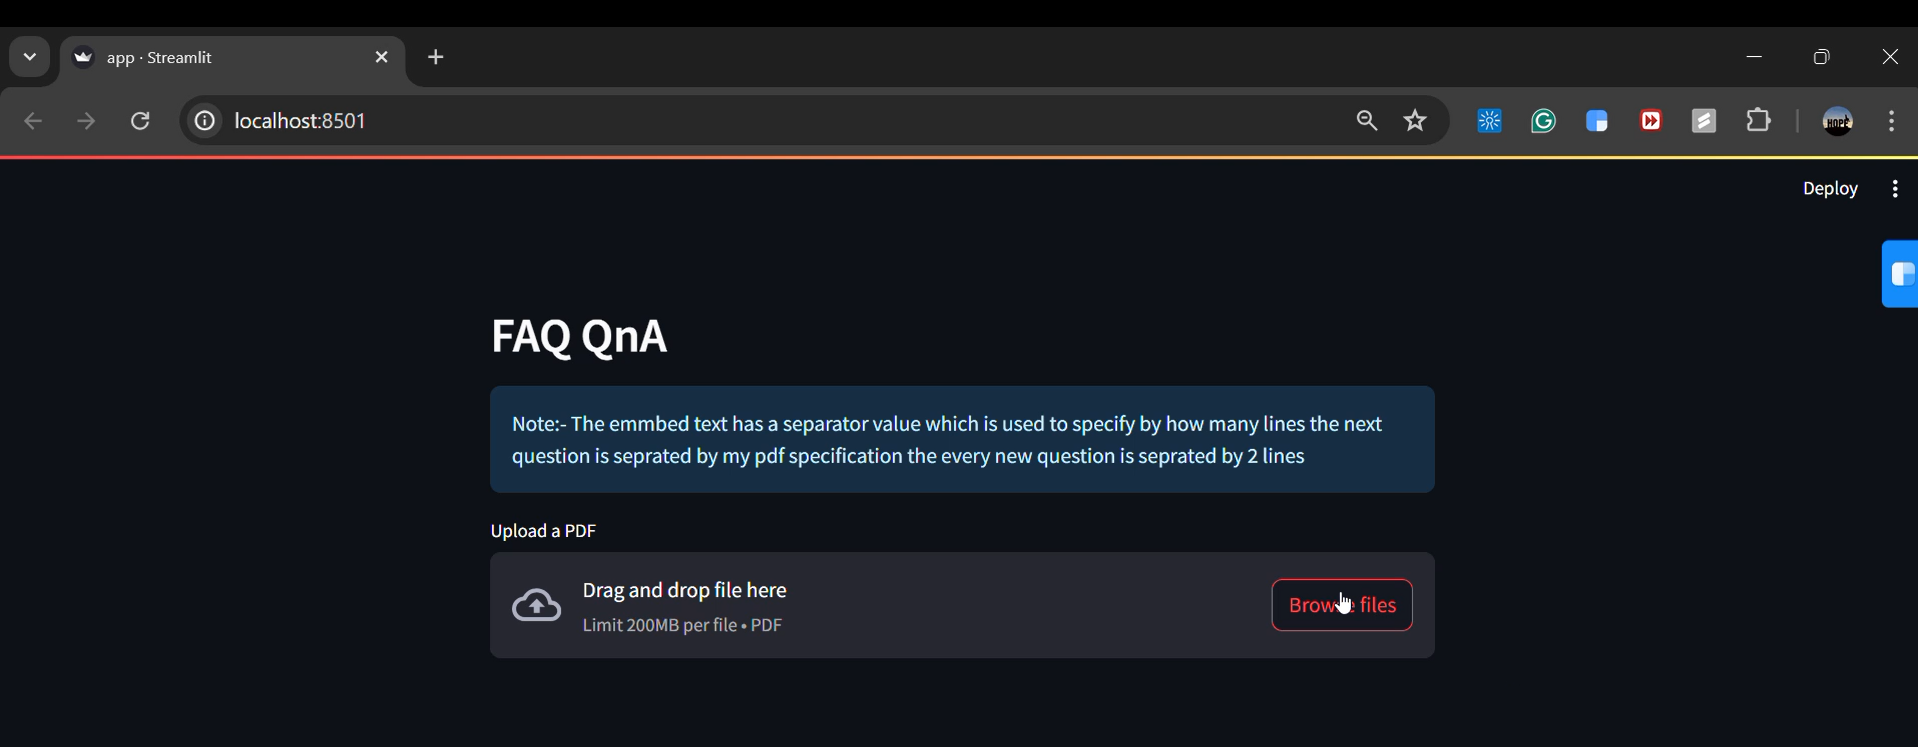 app · Streamlit
localhost:8501
HOPE
Deploy
FAQ QnA
Note:- The emmbed text has a separator value which is used to specify by how many lines the next
question is seprated by my pdf specification the every new question is seprated by 2 lines
Upload a PDF
Drag and drop file here
Limit 200MB per file • PDF
Browse files